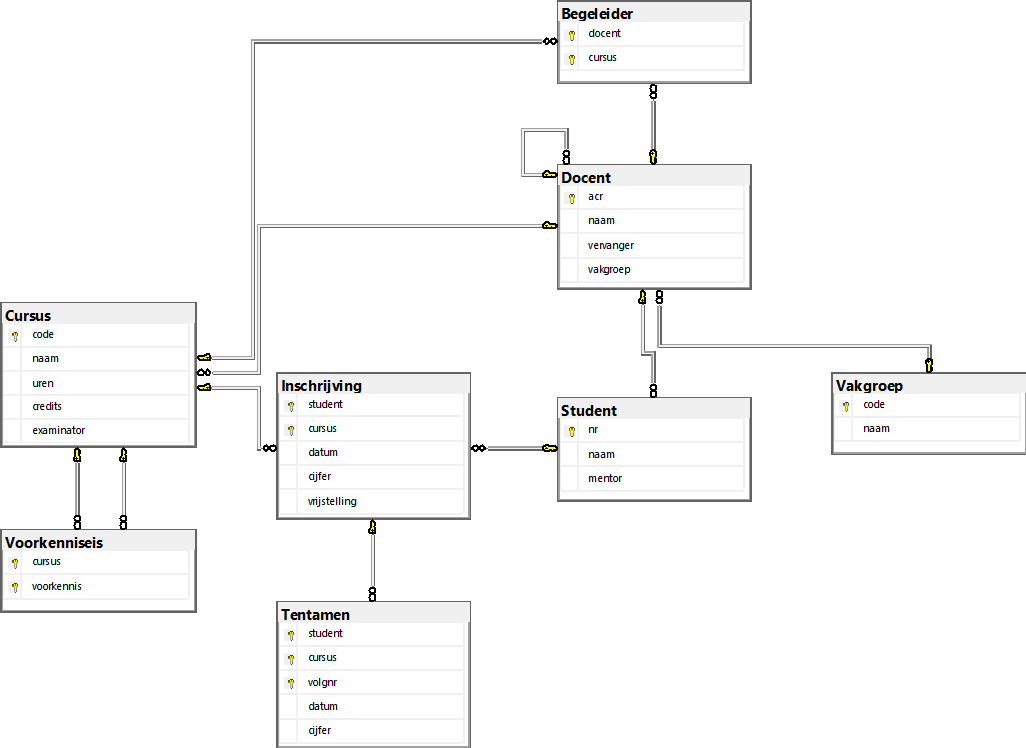 Begeleider
docent
cursus
Docent
acr
naam
vervanger
vakgroep
Cursus
code
naam
uren
credits
examinator
Inschrijving
student
cursus
datum
cijfer
vrijstelling
Student
nr
naam
mentor
Vakgroep
code
naam
Voorkenniseis
cursus
voorkennis
Tentamen
student
cursus
volgnr
datum
cijfer